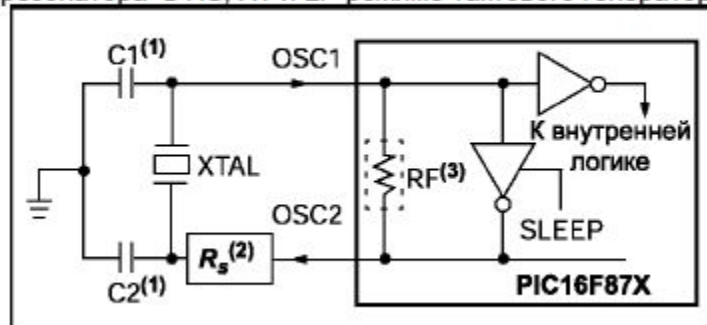 C1(1)
OSC1
К внутренней
логике
XTAL
RF(3)
OSC2
SLEEP
Rs(2)
C2(1)
PIC16F87X